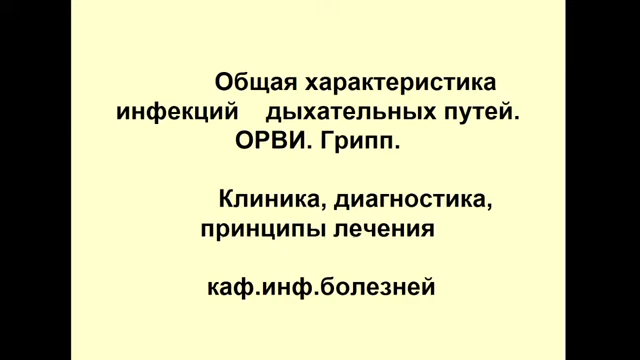 Общая характеристика
инфекций дыхательных путей.
ОРВИ. Грипп.
Клиника, диагностика,
принципы лечения
каф.инф.болезней